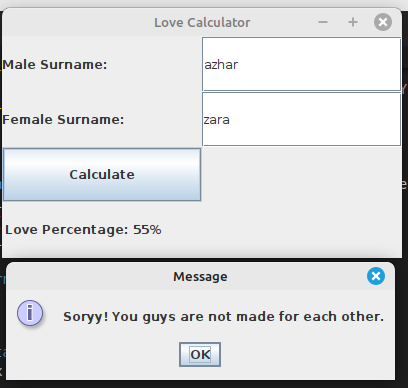 Love Calculator
Male Surname:
azhar
Female Surname:
zara
Calculate
Love Percentage: 55%
Message
Soryy! You guys are not made for each other.
OK